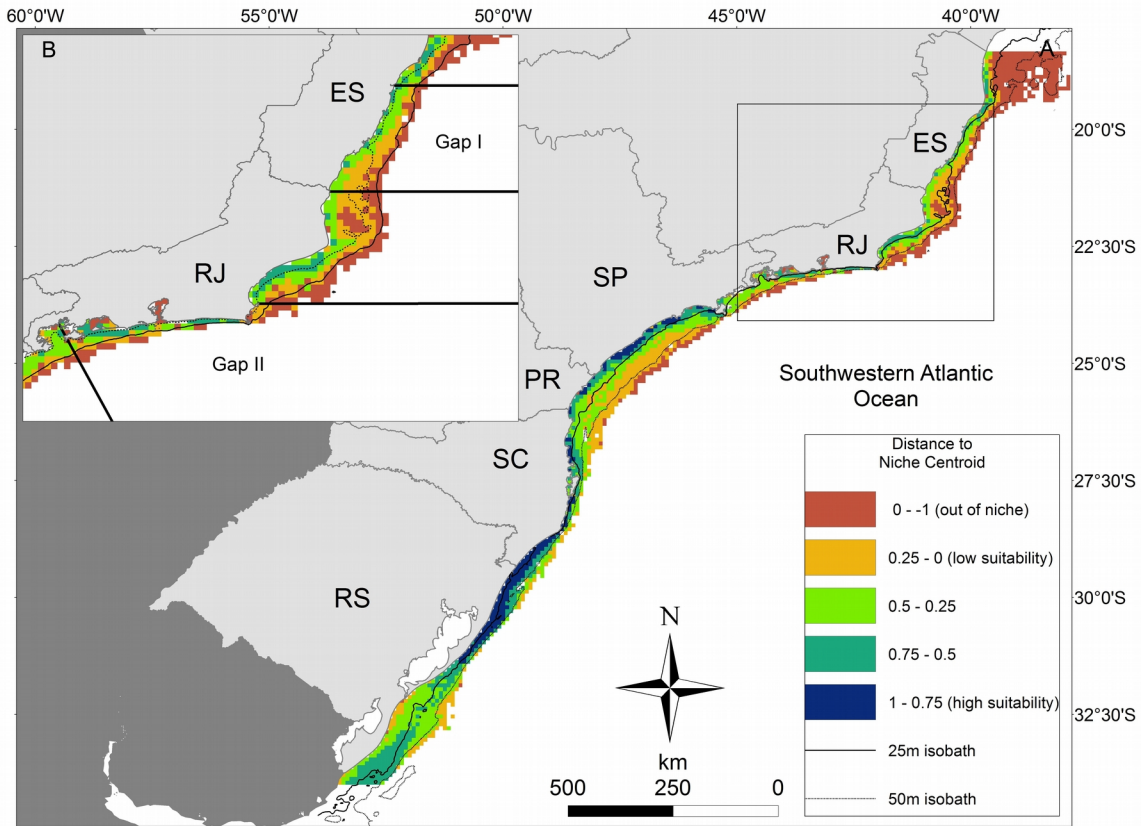 60°0'W 55°0'W 50°0'W 45°0'W 40°0'W
B
A
ES
Gap I
RJ
Gap II
ES
20°0'S
RJ
22°30'S
SP
25°0'S
PR
Southwestern Atlantic
Ocean
SC
27°30'S
RS
30°0'S
32°30'S
N
km
500 250 0
Distance to
Niche Centroid
0 - -1 (out of niche)
0.25 - 0 (low suitability)
0.5 - 0.25
0.75 - 0.5
1 - 0.75 (high suitability)
25m isobath
50m isobath